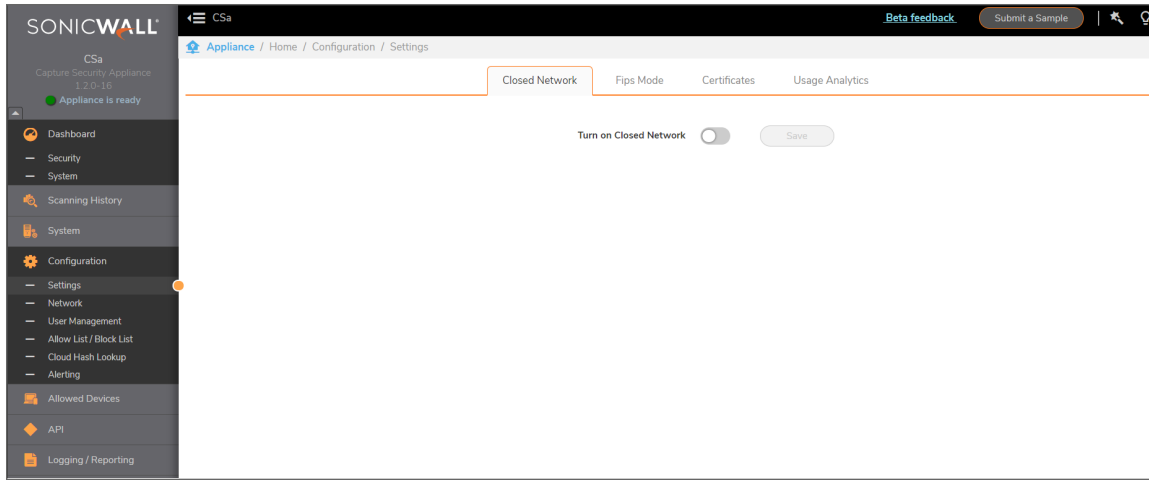 SONICWALL
CSa
Capture Security Appliance
1.2.0-16
Appliance is ready
Dashboard
Security
System
Scanning History
System
Configuration
Settings
Network
User Management
Allow List / Block List
Cloud Hash Lookup
Alerting
Allowed Devices
API
Logging / Reporting
CSa
Beta feedback
Submit a Sample
Appliance / Home / Configuration / Settings
Closed Network
Fips Mode
Certificates
Usage Analytics
Turn on Closed Network
Save